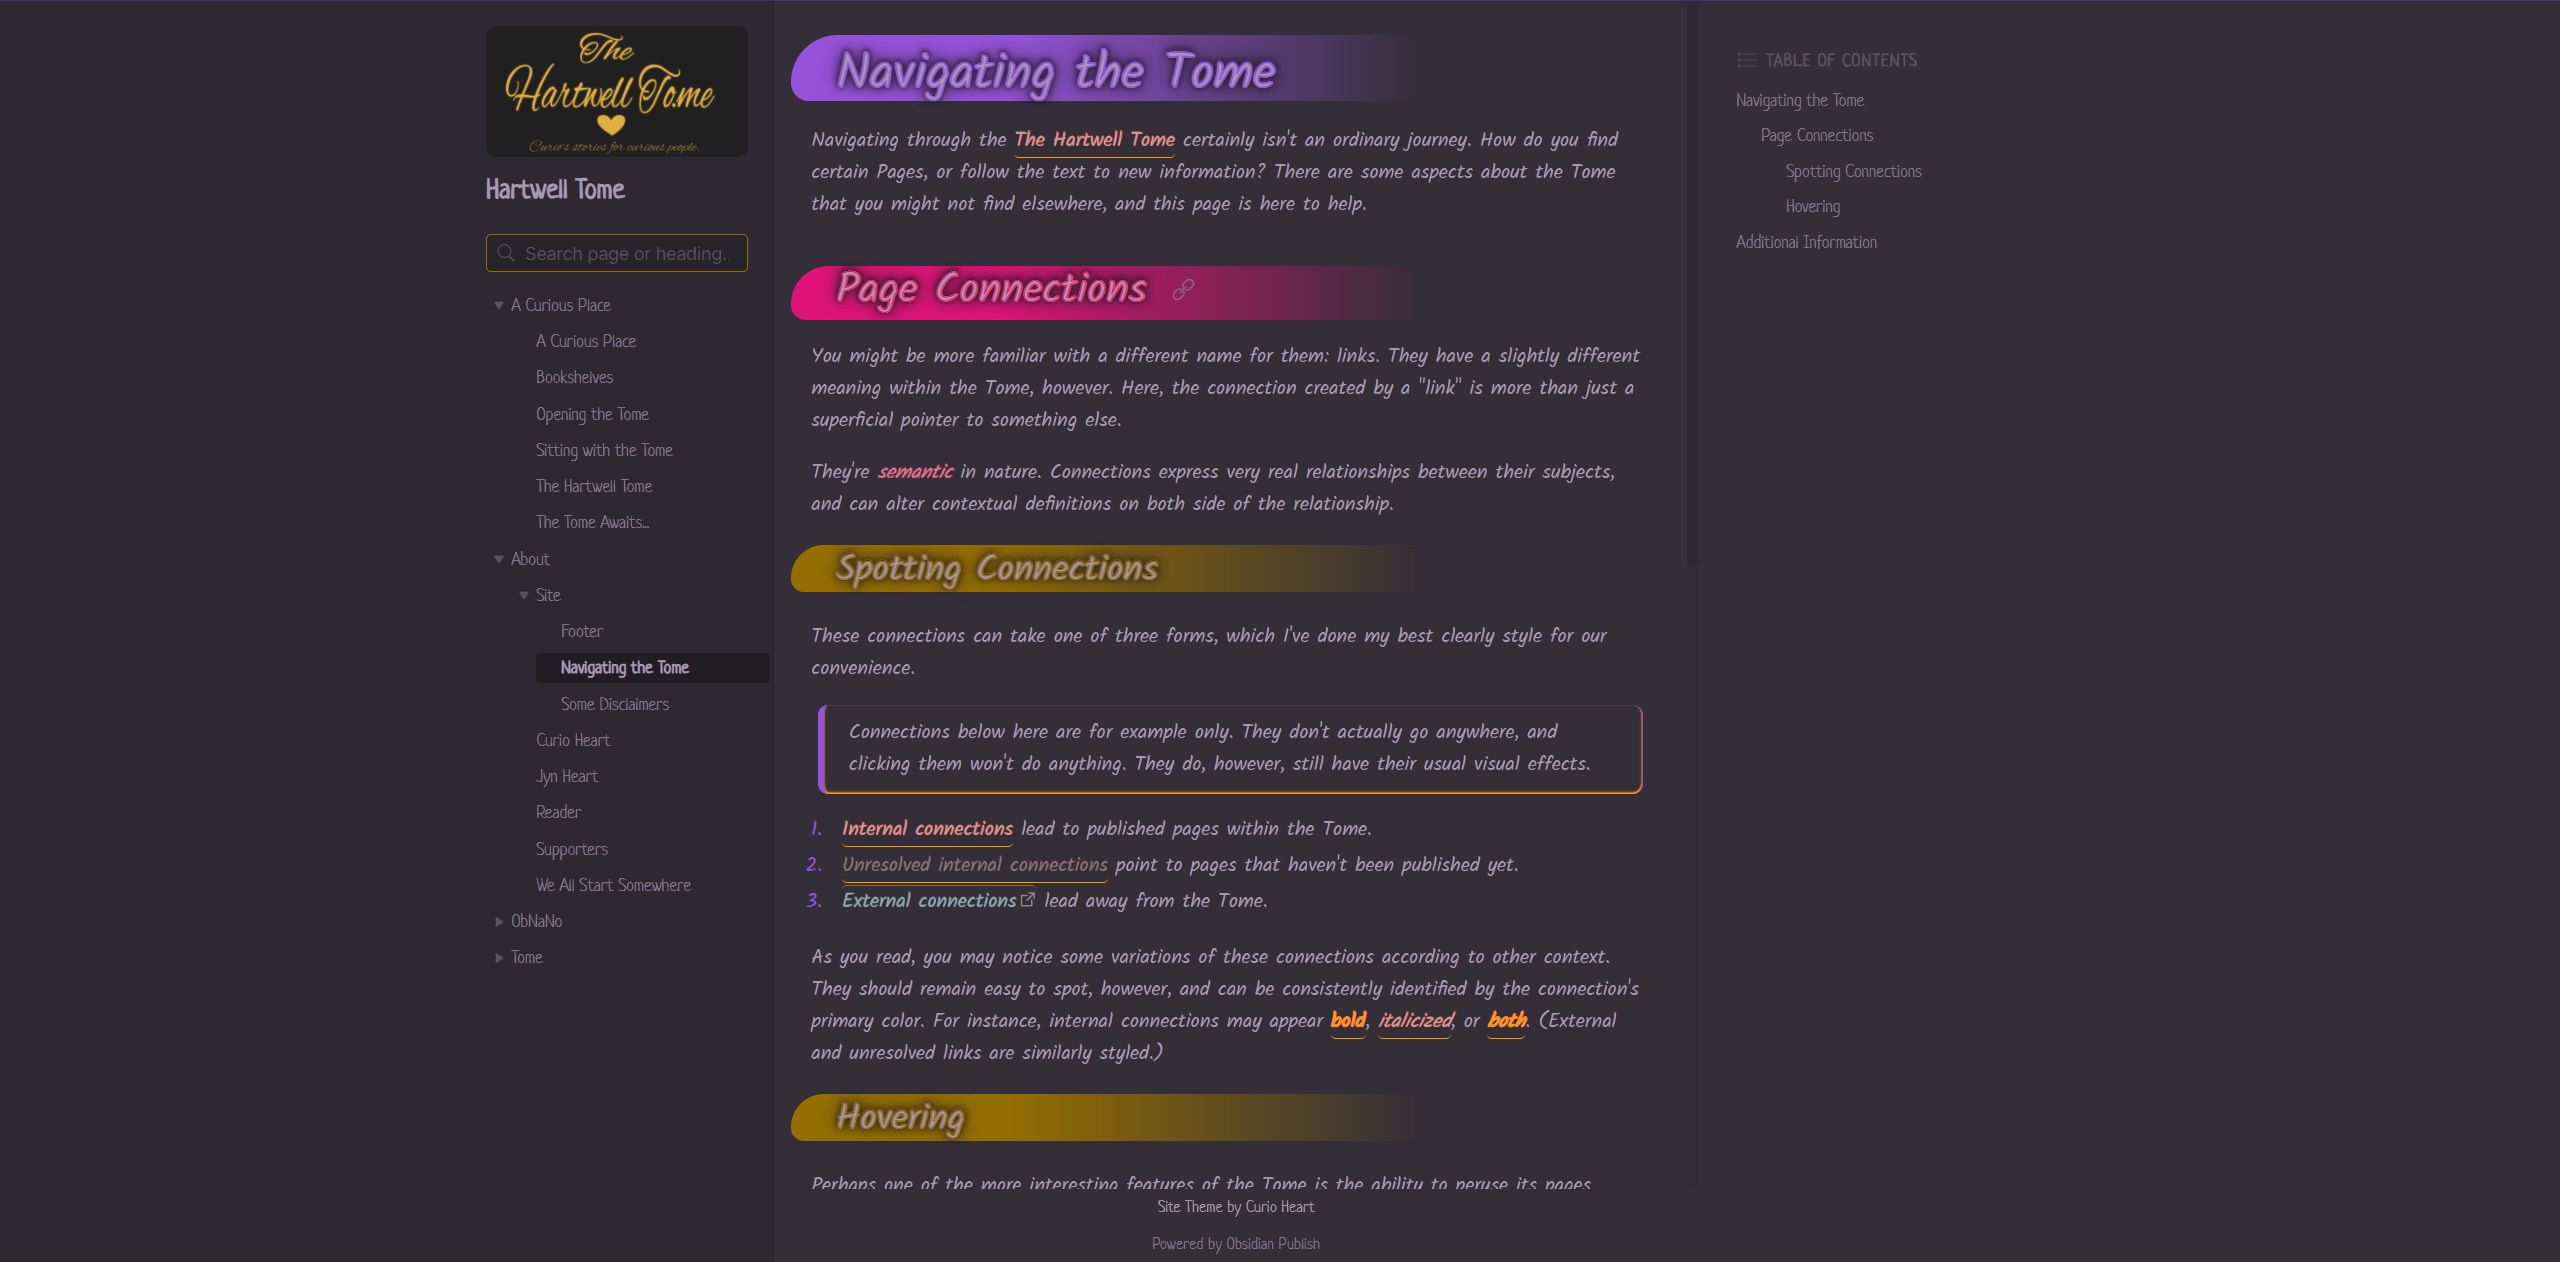 The
Hartwell Tome
Curio's stories for curious people.
Hartwell Tome
Search page or heading..
A Curious Place
A Curious Place
Bookshelves
Opening the Tome
Sitting with the Tome
The Hartwell Tome
The Tome Awaits...
About
Site
Footer
Navigating the Tome
Some Disclaimers
Curio Heart
Jyn Heart
Reader
Supporters
We All Start Somewhere
ObNaNo
Tome
Navigating the Tome
Navigating through the The Hartwell Tome certainly isn't an ordinary journey. How do you find
certain Pages, or follow the text to new information? There are some aspects about the Tome
that you might not find elsewhere, and this page is here to help.
Page Connections
You might be more familiar with a different name for them: links. They have a slightly different
meaning within the Tome, however. Here, the connection created by a "link" is more than just a
superficial pointer to something else.
They're semantic in nature. Connections express very real relationships between their subjects,
and can alter contextual definitions on both side of the relationship.
Spotting Connections
These connections can take one of three forms, which I've done my best clearly style for our
convenience.
Connections below here are for example only. They don't actually go anywhere, and
clicking them won't do anything. They do, however, still have their usual visual effects.
1. Internal connections lead to published pages within the Tome.
2. Unresolved internal connections point to pages that haven't been published yet.
3. External connections lead away from the Tome.
As you read, you may notice some variations of these connections according to other context.
They should remain easy to spot, however, and can be consistently identified by the connection's
primary color. For instance, internal connections may appear bold, italicized, or both. (External
and unresolved links are similarly styled.)
Hovering
Perhaps one of the more interesting features of the Tome is the ability to peruse its pages
Site Theme by Curio Heart
Powered by Obsidian Publish
TABLE OF CONTENTS
Navigating the Tome
Page Connections
Spotting Connections
Hovering
Additional Information